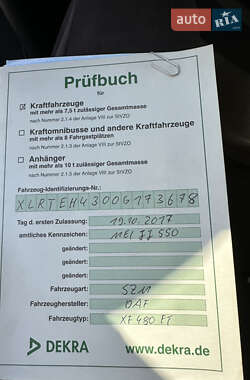 AUTO.RIA
Prüfbuch
für
☑ Kraftfahrzeuge
mit mehr als 7,5 t zulässiger Gesamtmasse
nach Nummer 2.1.4 der Anlage VIII zur StVZO
☐ Kraftomnibusse und andere Kraftfahrzeuge
mit mehr als 8 Fahrgastplätzen
nach Nummer 2.1.3 der Anlage VIII zur StVZO
☐ Anhänger
mit mehr als 10 t zulässiger Gesamtmasse
nach Nummer 2.1.5 der Anlage VIII zur StVZO
Fahrzeug-Identifizierungs-Nr.:
XLRTEH4300G173678
Tag d. ersten Zulassung: 19.10.2017
amtliches Kennzeichen: MEI JJ 550
geändert:
geändert:
geändert:
Fahrzeugart: SZM
Fahrzeughersteller: DAF
Fahrzeugtyp: XF 480 FT
DEKRA www.dekra.de